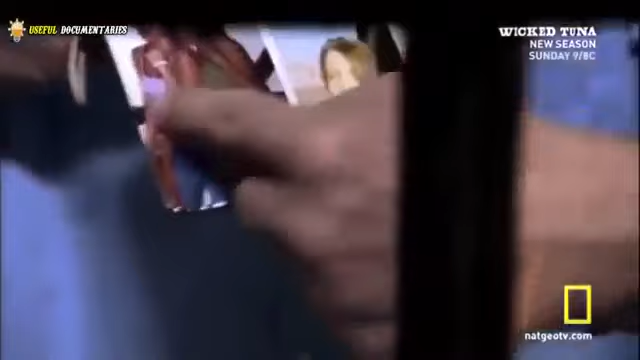 USEFUL DOCUMENTARIES
WICKED TUNA
NEW SEASON
SUNDAY 9/8C
natgeotv.com